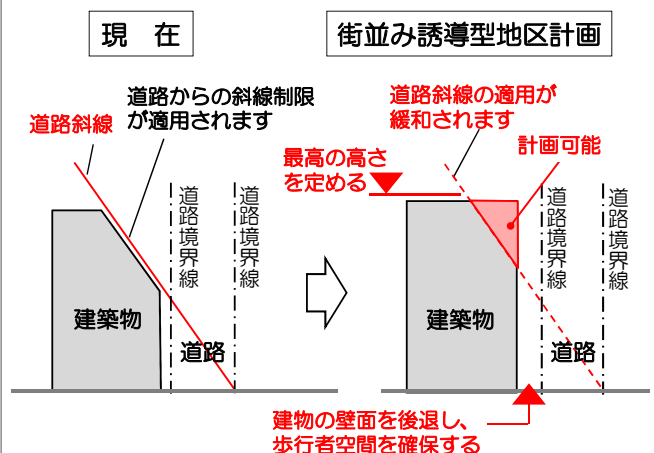 現　在
道路斜線
道路からの斜線制限
が適用されます
道路境界線
道路境界線
建築物
道路
街並み誘導型地区計画
道路斜線の適用が
緩和されます
計画可能
最高の高さ
を定める
道路境界線
道路境界線
建築物
道路
建物の壁面を後退し、
歩行者空間を確保する